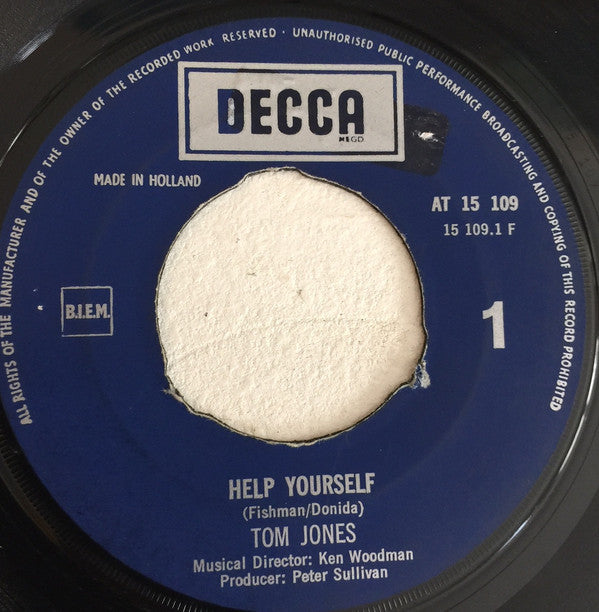 ALL RIGHTS OF THE MANUFACTURER AND OF THE OWNER OF THE RECORDED WORK RESERVED · UNAUTHORISED PUBLIC PERFORMANCE BROADCASTING AND COPYING OF THIS RECORD PROHIBITED
DECCA
REGD.
MADE IN HOLLAND
AT 15 109
15 109.1 F
B.I.E.M.
1
HELP YOURSELF
(Fishman/Donida)
TOM JONES
Musical Director: Ken Woodman
Producer: Peter Sullivan